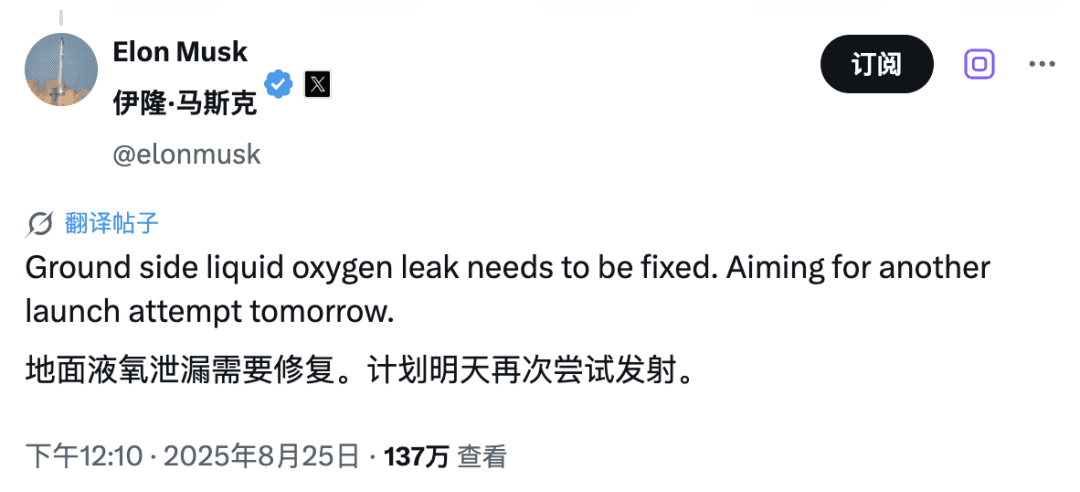 Elon Musk
伊隆·马斯克
@elonmusk
订阅
翻译帖子
Ground side liquid oxygen leak needs to be fixed. Aiming for another
launch attempt tomorrow.
地面液氧泄漏需要修复。计划明天再次尝试发射。
下午12:10 · 2025年8月25日 · 137万 查看